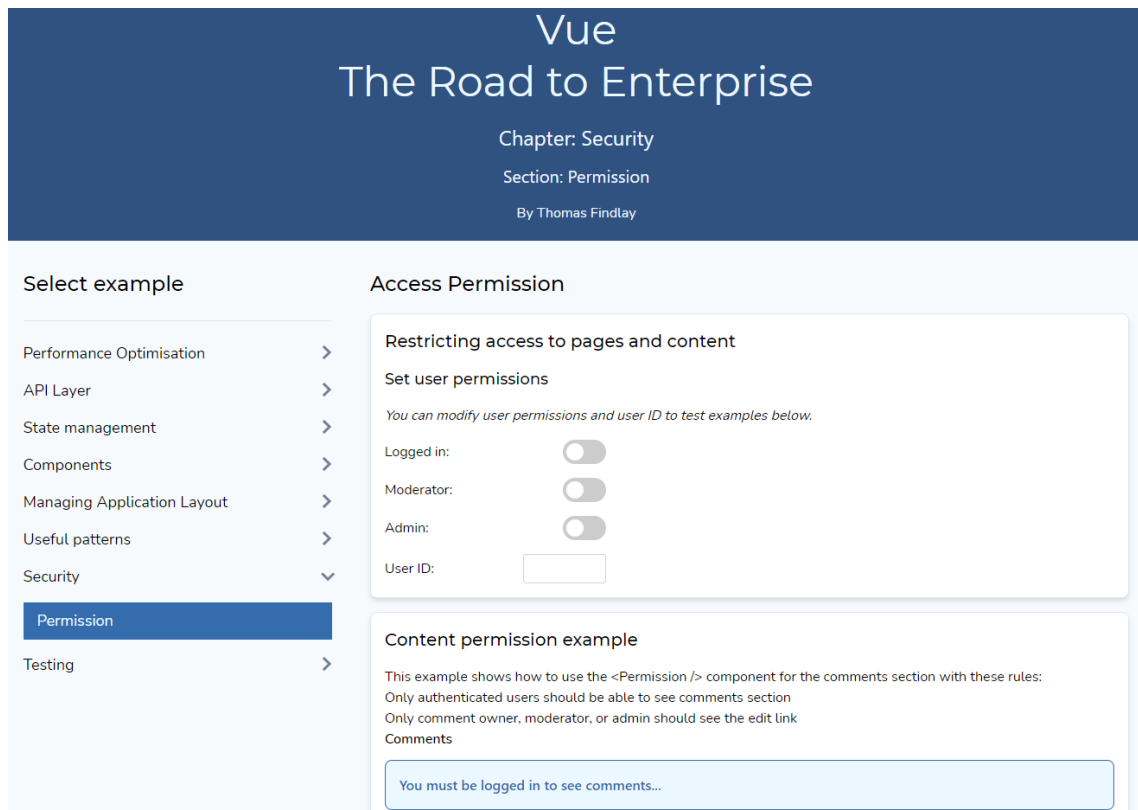 Vue
The Road to Enterprise
Chapter: Security
Section: Permission
By Thomas Findlay
Select example
Performance Optimisation
API Layer
State management
Components
Managing Application Layout
Useful patterns
Security
Permission
Testing
Access Permission
Restricting access to pages and content
Set user permissions
You can modify user permissions and user ID to test examples below.
Logged in:
Moderator:
Admin:
User ID:
Content permission example
This example shows how to use the <Permission /> component for the comments section with these rules:
Only authenticated users should be able to see comments section
Only comment owner, moderator, or admin should see the edit link
Comments
You must be logged in to see comments...